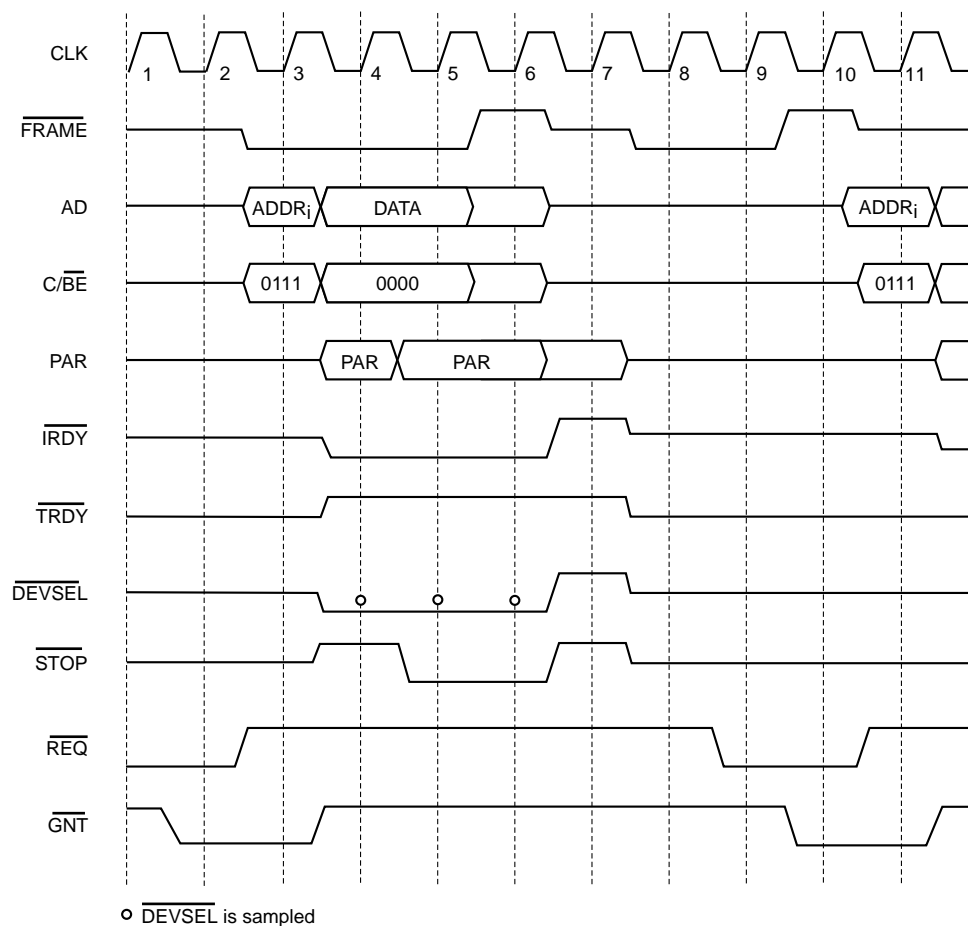 CLK
1 2 3 4 5 6 7 8 9 10 11
FRAME
AD ADDRi DATA ADDRi
C/BE 0111 0000 0111
PAR PAR PAR
IRDY
TRDY
DEVSEL
STOP
REQ
GNT
DEVSEL is sampled